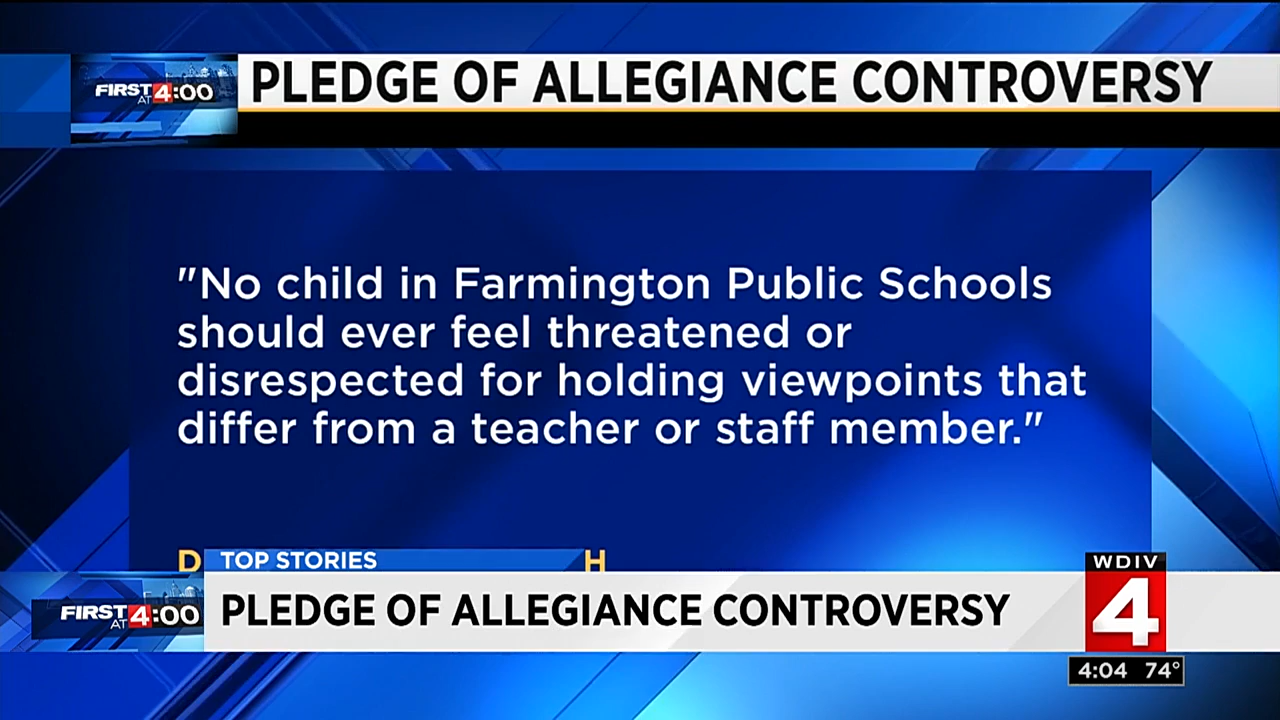 FIRST AT 4:00
PLEDGE OF ALLEGIANCE CONTROVERSY
"No child in Farmington Public Schools
should ever feel threatened or
disrespected for holding viewpoints that
differ from a teacher or staff member."
D
H
TOP STORIES
FIRST AT 4:00
PLEDGE OF ALLEGIANCE CONTROVERSY
WDIV
4
4:04 74°